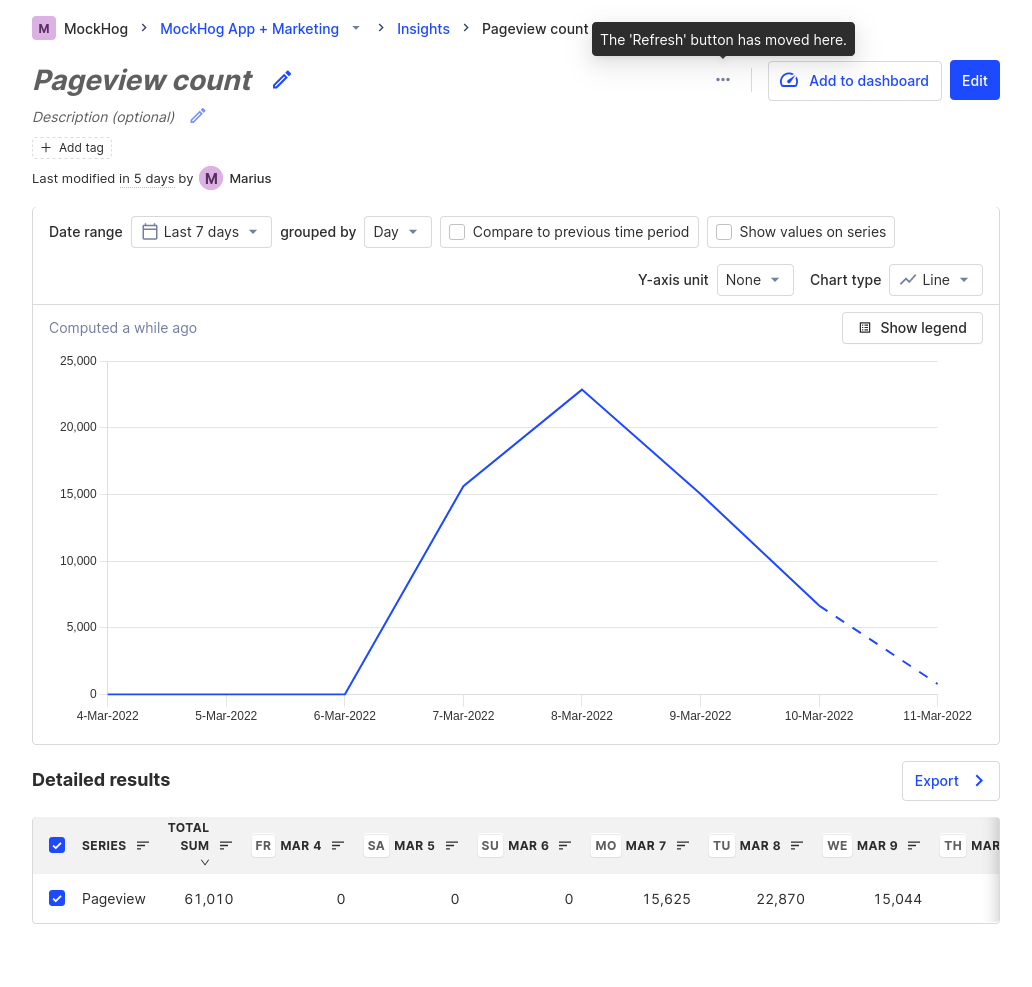 M MockHog > MockHog App + Marketing > Insights > Pageview count
The 'Refresh' button has moved here.
Pageview count
Add to dashboard
Edit
Description (optional)
+ Add tag
Last modified in 5 days by M Marius
Date range Last 7 days grouped by Day Compare to previous time period Show values on series
Y-axis unit None Chart type Line
Computed a while ago
Show legend
25,000
20,000
15,000
10,000
5,000
0
4-Mar-2022 5-Mar-2022 6-Mar-2022 7-Mar-2022 8-Mar-2022 9-Mar-2022 10-Mar-2022 11-Mar-2022
Detailed results
Export
SERIES TOTAL SUM FR MAR 4 SA MAR 5 SU MAR 6 MO MAR 7 TU MAR 8 WE MAR 9 TH MAR
Pageview 61,010 0 0 0 15,625 22,870 15,044